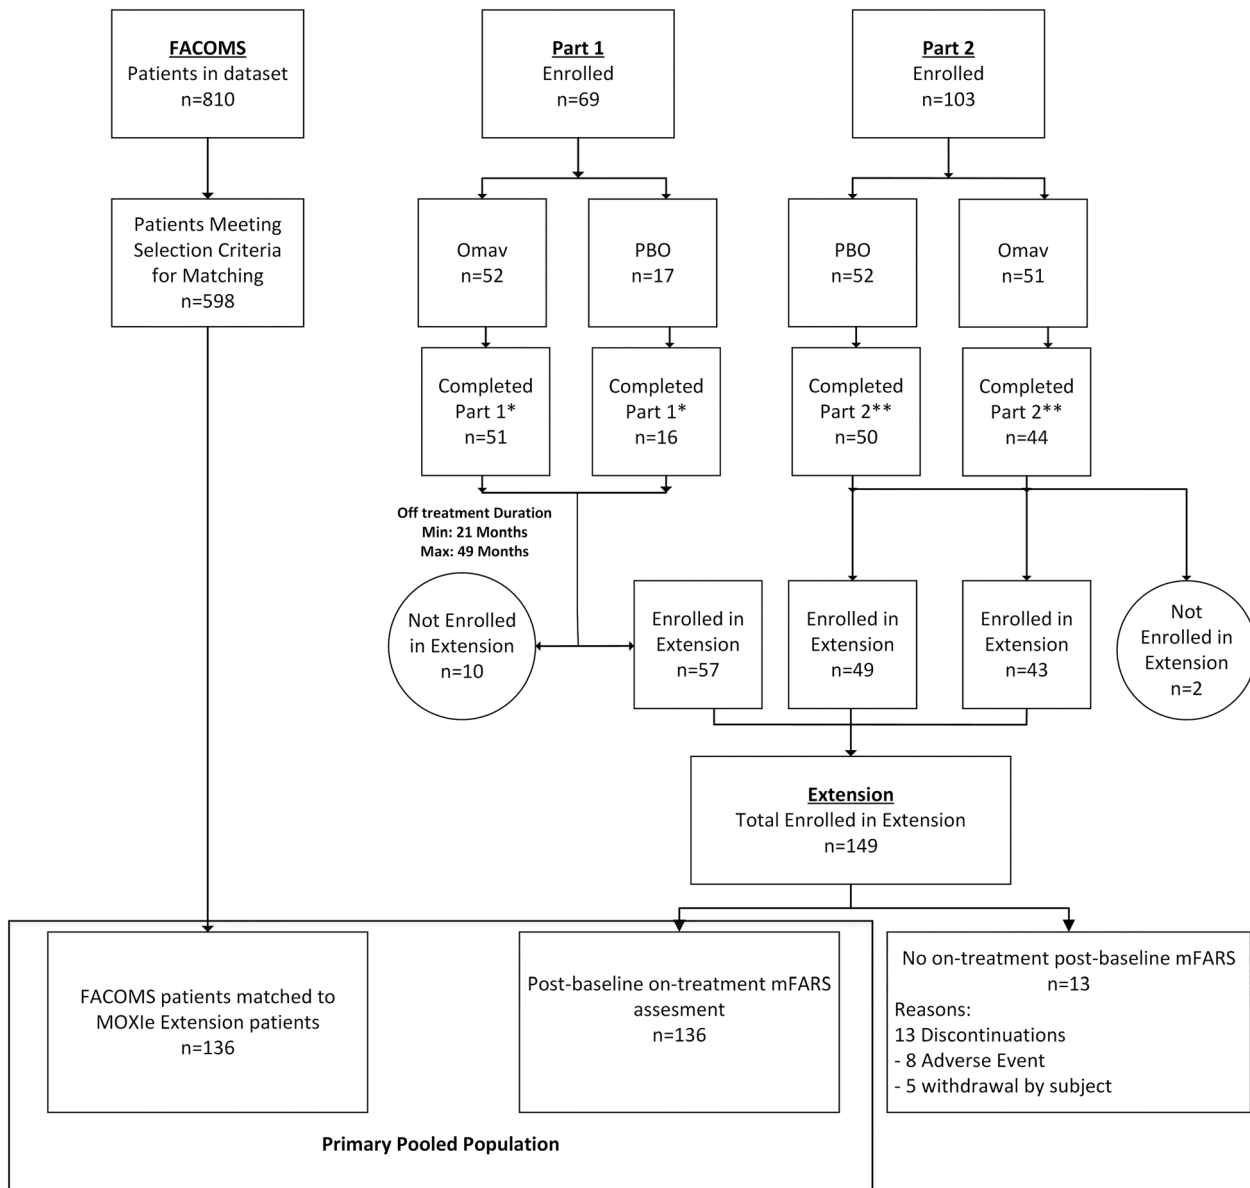 FACOMS
Patients in dataset
n=810
Part 1
Enrolled
n=69
Part 2
Enrolled
n=103
Patients Meeting
Selection Criteria
for Matching
n=598
Omav
n=52
PBO
n=17
PBO
n=52
Omav
n=51
Completed
Part 1*
n=51
Completed
Part 1*
n=16
Completed
Part 2**
n=50
Completed
Part 2**
n=44
Off treatment Duration
Min: 21 Months
Max: 49 Months
Not Enrolled
in Extension
n=10
Enrolled in
Extension
n=57
Enrolled in
Extension
n=49
Enrolled in
Extension
n=43
Not
Enrolled in
Extension
n=2
Extension
Total Enrolled in Extension
n=149
FACOMS patients matched to
MOXIe Extension patients
n=136
Post-baseline on-treatment mFARS
assesment
n=136
No on-treatment post-baseline mFARS
n=13
Reasons:
13 Discontinuations
- 8 Adverse Event
- 5 withdrawal by subject
Primary Pooled Population